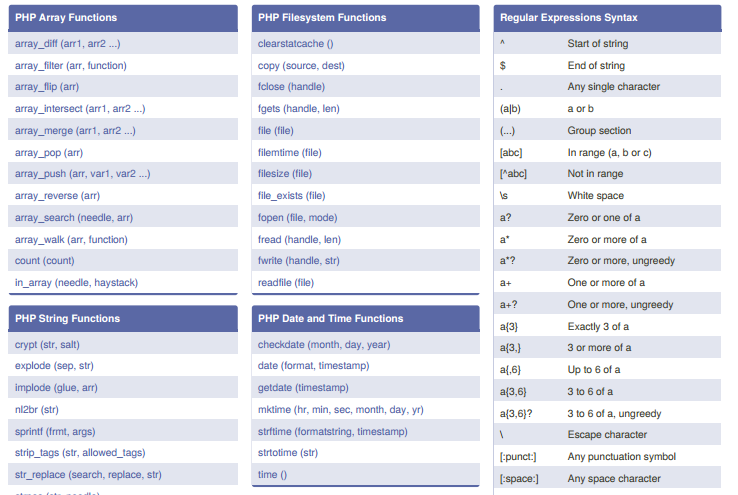 PHP Array Functions
array_diff (arr1, arr2 ...)
array_filter (arr, function)
array_flip (arr)
array_intersect (arr1, arr2 ...)
array_merge (arr1, arr2 ...)
array_pop (arr)
array_push (arr, var1, var2 ...)
array_reverse (arr)
array_search (needle, arr)
array_walk (arr, function)
count (count)
in_array (needle, haystack)
PHP String Functions
crypt (str, salt)
explode (sep, str)
implode (glue, arr)
nl2br (str)
sprintf (frmt, args)
strip_tags (str, allowed_tags)
str_replace (search, replace, str)
PHP Filesystem Functions
clearstatcache ()
copy (source, dest)
fclose (handle)
fgets (handle, len)
file (file)
filemtime (file)
filesize (file)
file_exists (file)
fopen (file, mode)
fread (handle, len)
fwrite (handle, str)
readfile (file)
PHP Date and Time Functions
checkdate (month, day, year)
date (format, timestamp)
getdate (timestamp)
mktime (hr, min, sec, month, day, yr)
strftime (formatstring, timestamp)
strtotime (str)
time ()
Regular Expressions Syntax
^ Start of string
$ End of string
. Any single character
(a|b) a or b
(...) Group section
[abc] In range (a, b or c)
[^abc] Not in range
\s White space
a? Zero or one of a
a* Zero or more of a
a*? Zero or more, ungreedy
a+ One or more of a
a+? One or more, ungreedy
a{3} Exactly 3 of a
a{3,} 3 or more of a
a{,6} Up to 6 of a
a{3,6} 3 to 6 of a
a{3,6}? 3 to 6 of a, ungreedy
\ Escape character
[:punct:] Any punctuation symbol
[:space:] Any space character